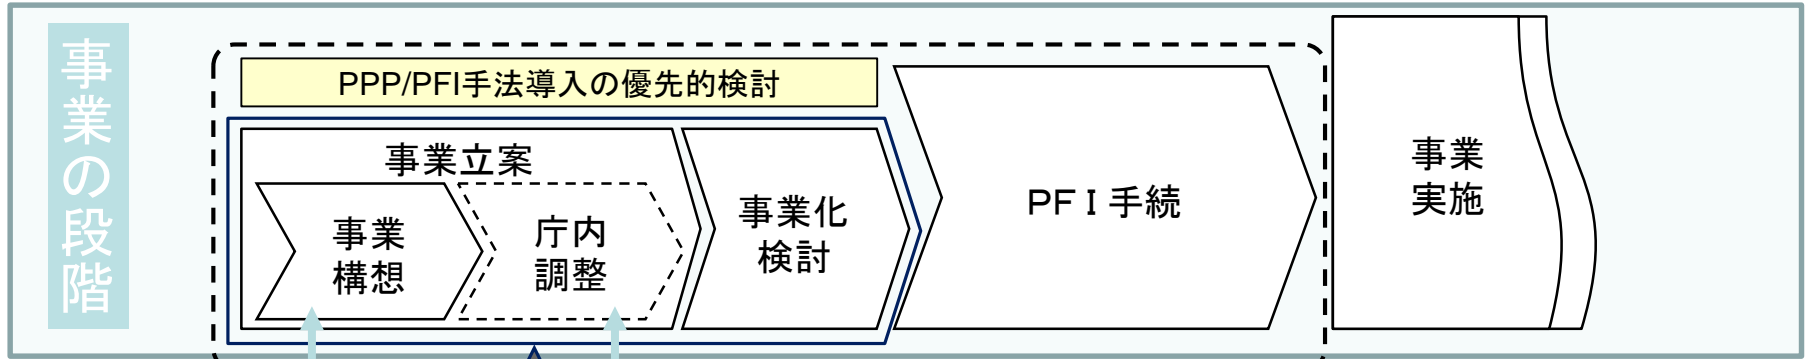 事業の段階
PPP/PFI手法導入の優先的検討
事業立案
事業
構想
庁内
調整
事業化
検討
PFI手続
事業
実施